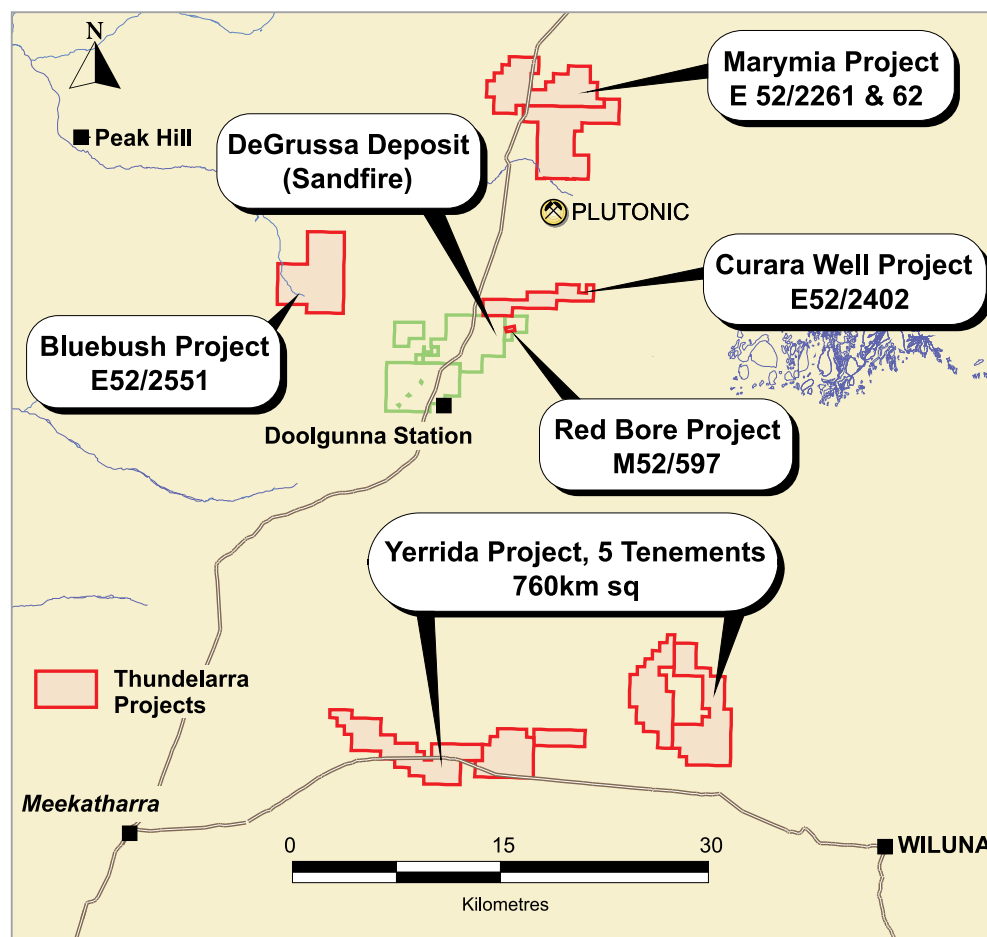 N
Marymia Project
E 52/2261 & 62
Peak Hill
DeGrussa Deposit
(Sandfire)
PLUTONIC
Curara Well Project
E52/2402
Bluebush Project
E52/2551
Doolgunna Station
Red Bore Project
M52/597
Yerrida Project, 5 Tenements
760km sq
Thundelarra
Projects
Meekatharra
0 15 30
WILUNA
Kilometres